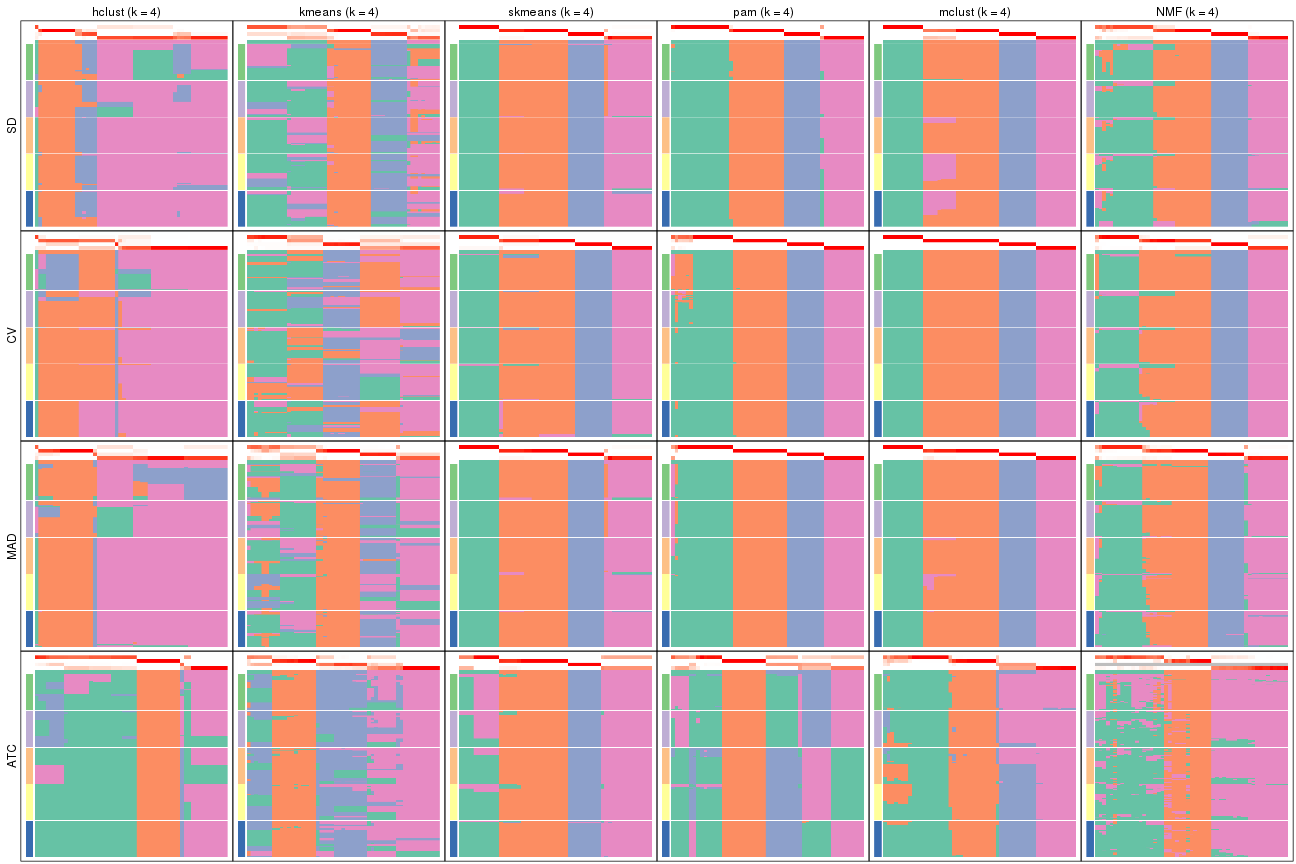 hclust (k = 4) kmeans (k = 4) skmeans (k = 4) pam (k = 4) mclust (k = 4) NMF (k = 4)
SD
CV
MAD
ATC